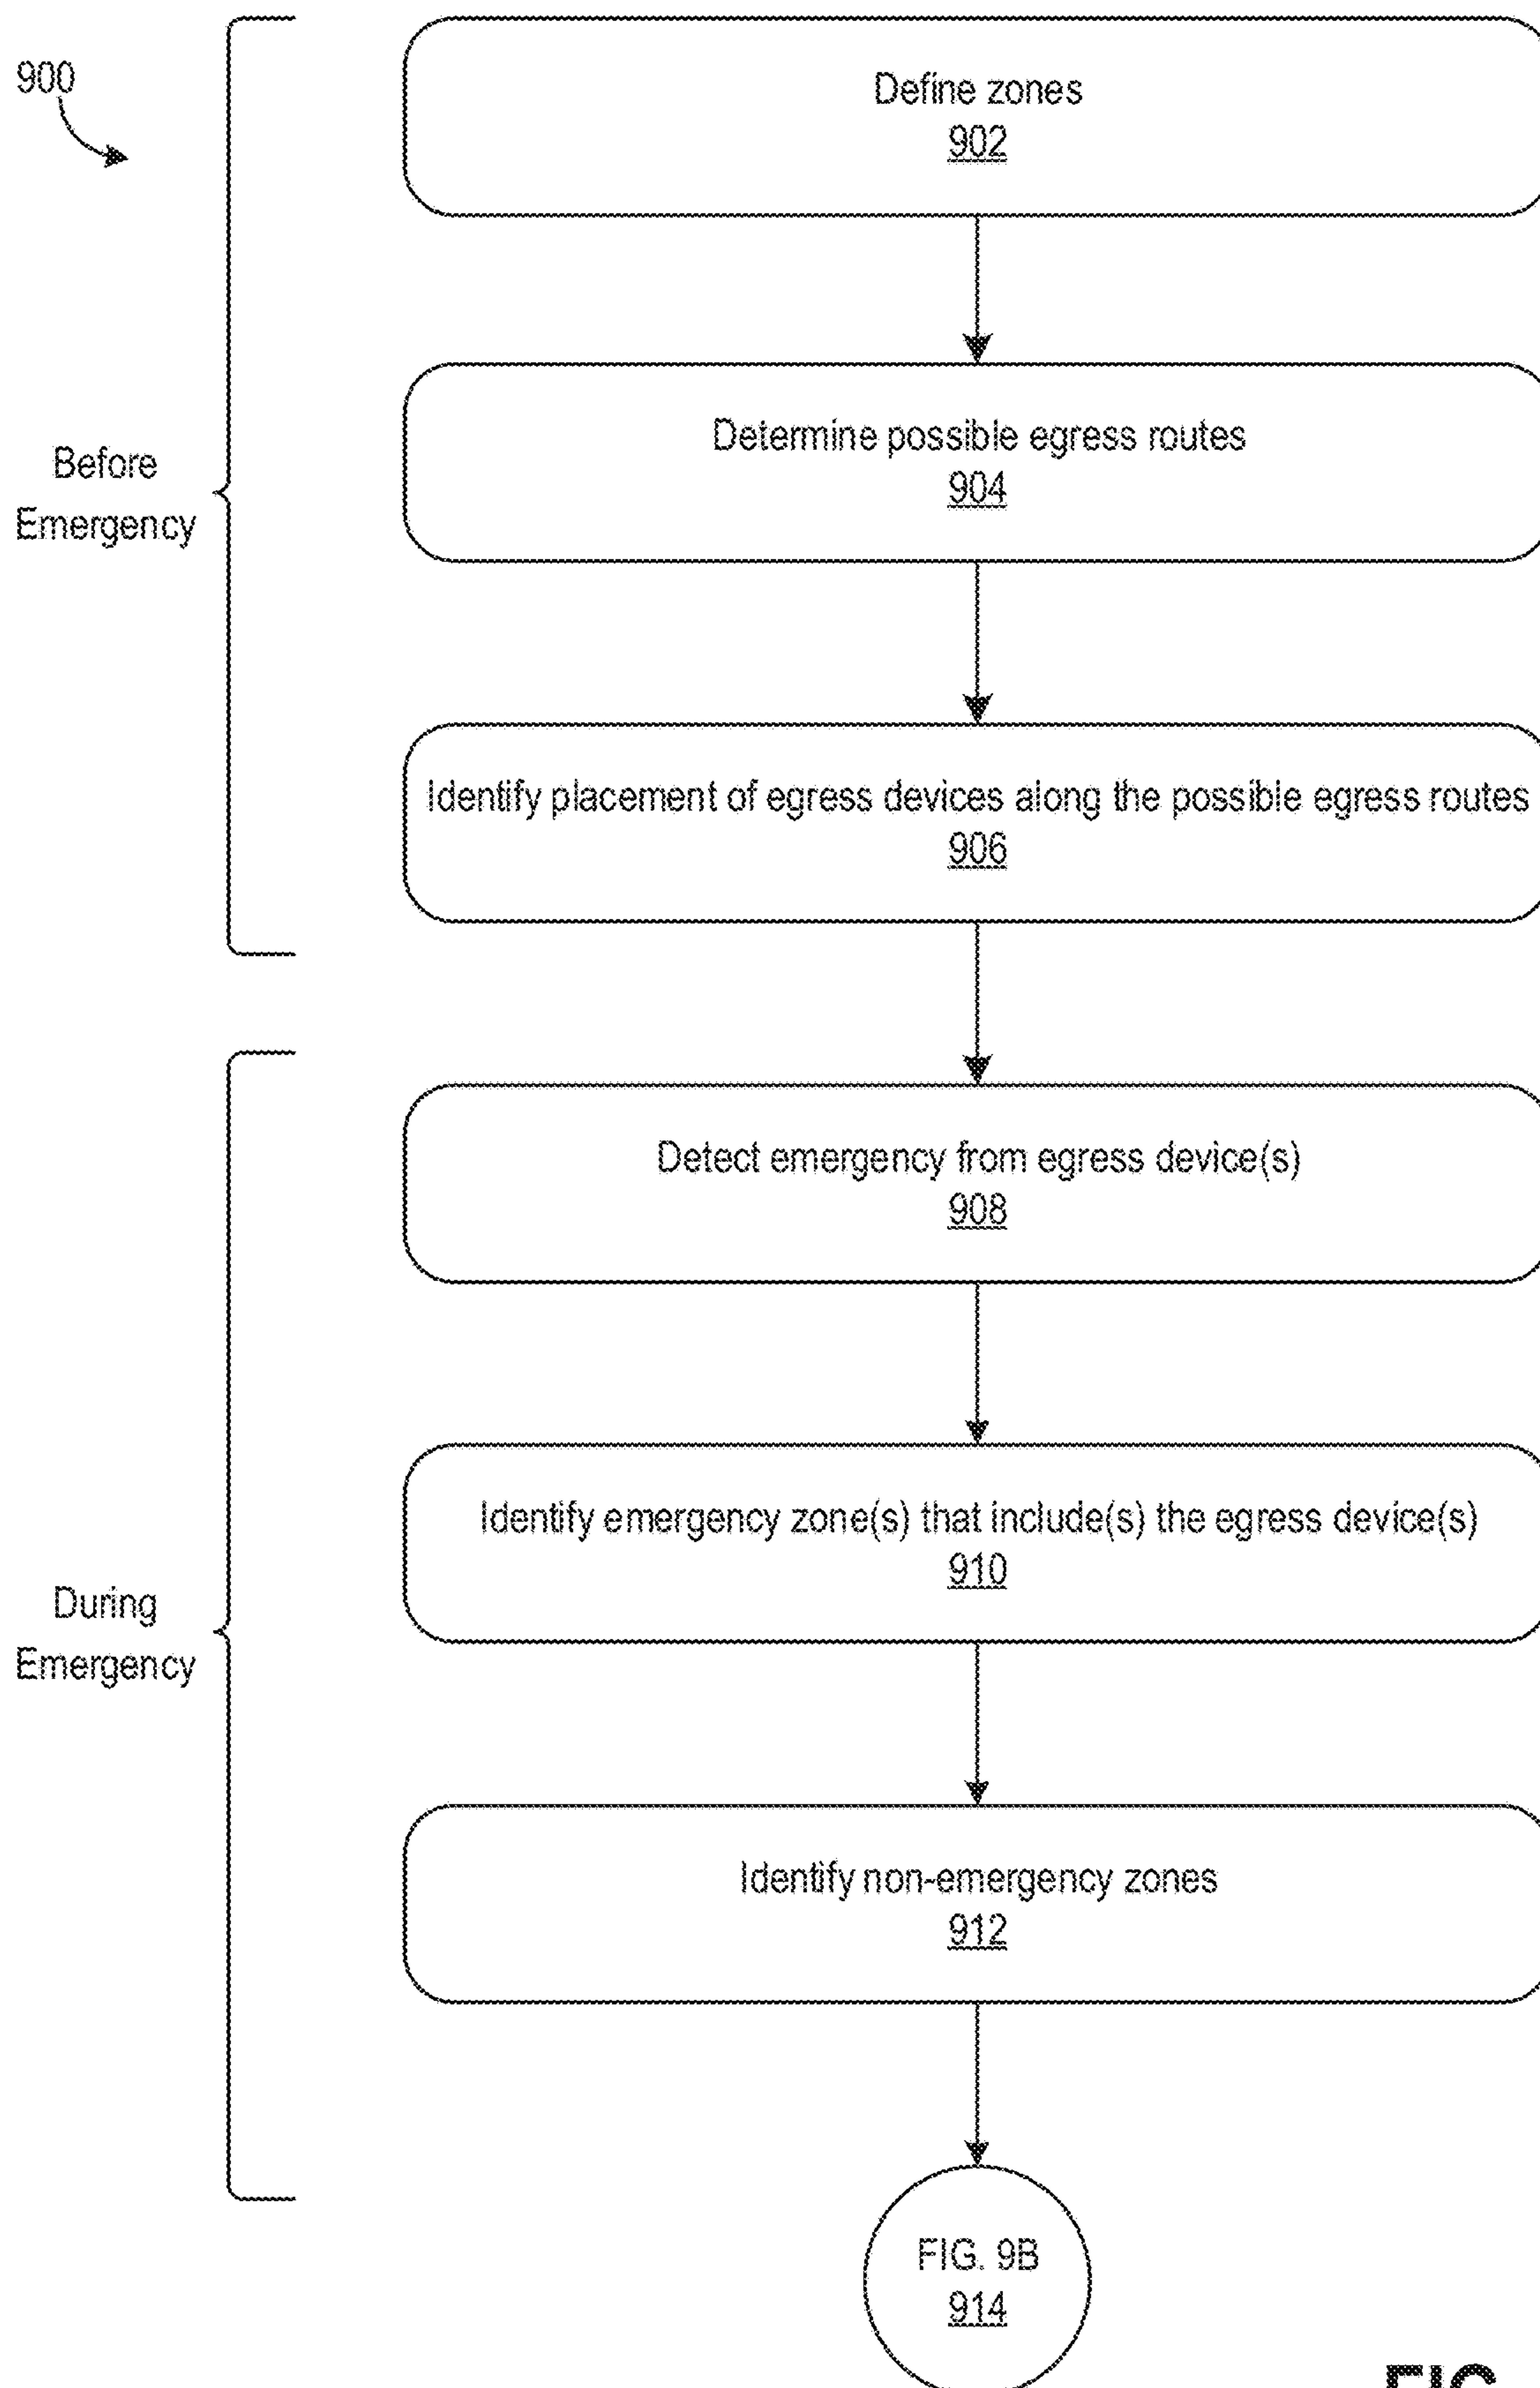 900
Define zones
902
Determine possible egress routes
904
Before
Emergency
Identify placement of egress devices along the possible egress routes
906
Detect emergency from egress device(s)
908
Identify emergency zone(s) that include(s) the egress device(s)
910
During
Emergency
Identify non-emergency zones
912
FIG. 9B
914